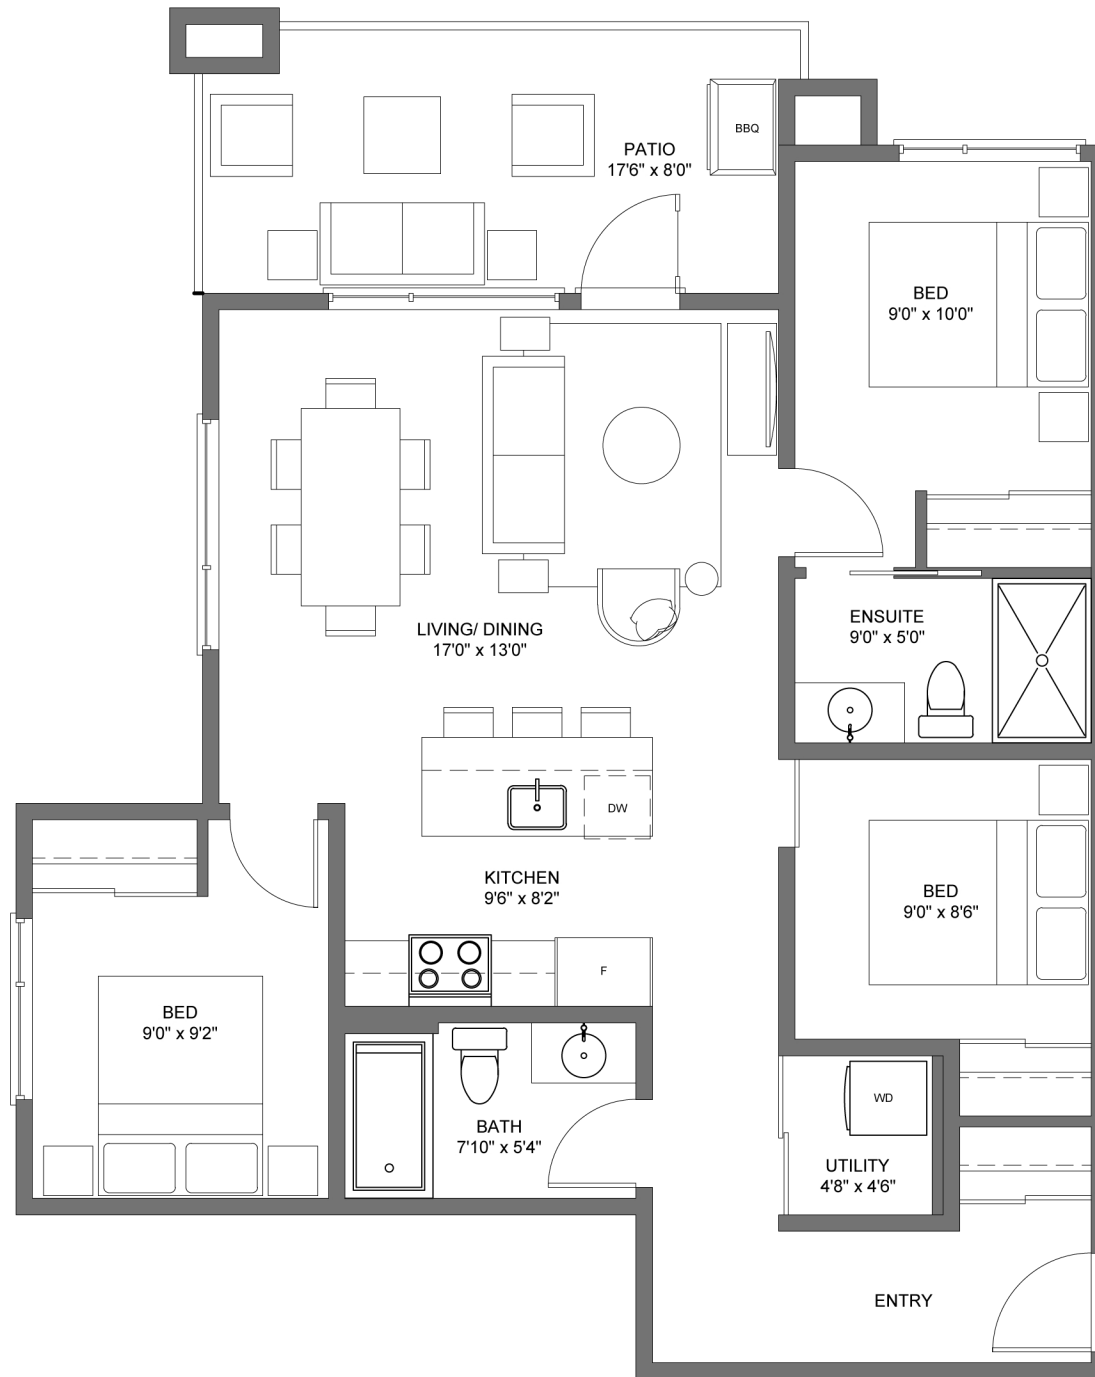 BBQ
PATIO
17'6" x 8'0"
BED
9'0" x 10'0"
LIVING/ DINING
17'0" x 13'0"
ENSUITE
9'0" x 5'0"
DW
KITCHEN
9'6" x 8'2"
BED
9'0" x 8'6"
F
BED
9'0" x 9'2"
WD
BATH
7'10" x 5'4"
UTILITY
4'8" x 4'6"
ENTRY